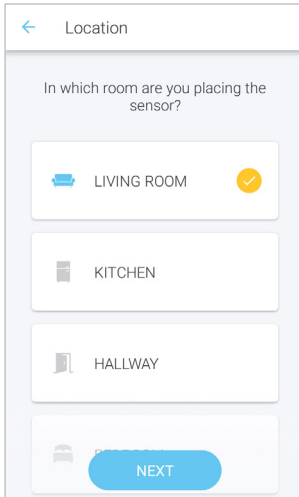 Location
In which room are you placing the
sensor?
LIVING ROOM
KITCHEN
HALLWAY
NEXT